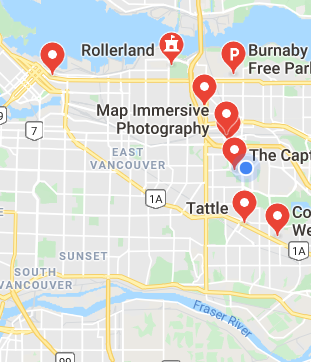 Rollerland
Burnaby
Free Par
P
Map Immersive
Photography
7
EAST
VANCOUVER
The Capt
1A
Tattle
Co
We
1A
SUNSET
SOUTH
VANCOUVER
Fraser River
99